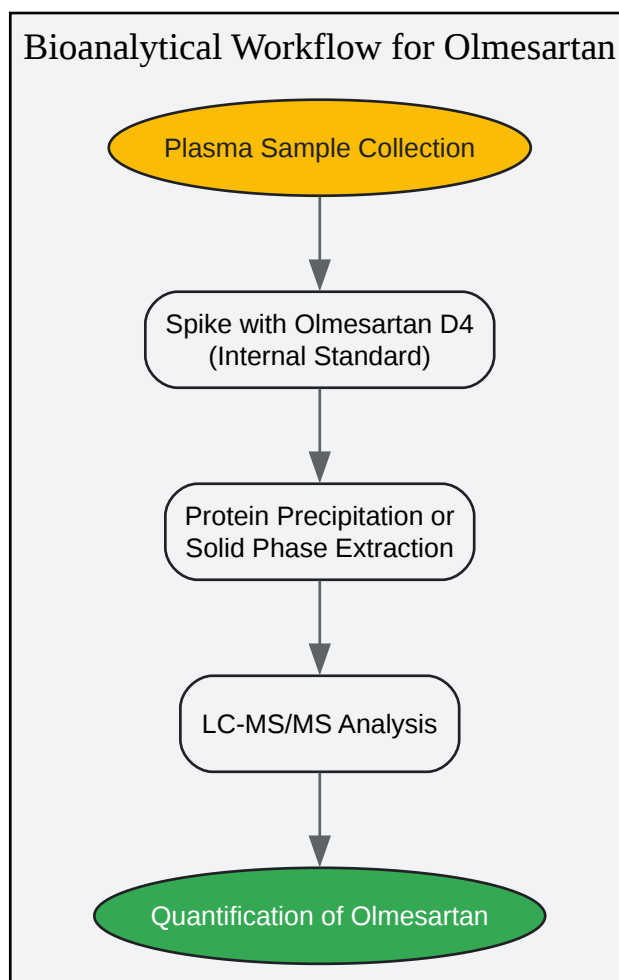 Bioanalytical Workflow for Olmesartan
Plasma Sample Collection
Spike with Olmesartan D4
(Internal Standard)
Protein Precipitation or
Solid Phase Extraction
LC-MS/MS Analysis
Quantification of Olmesartan